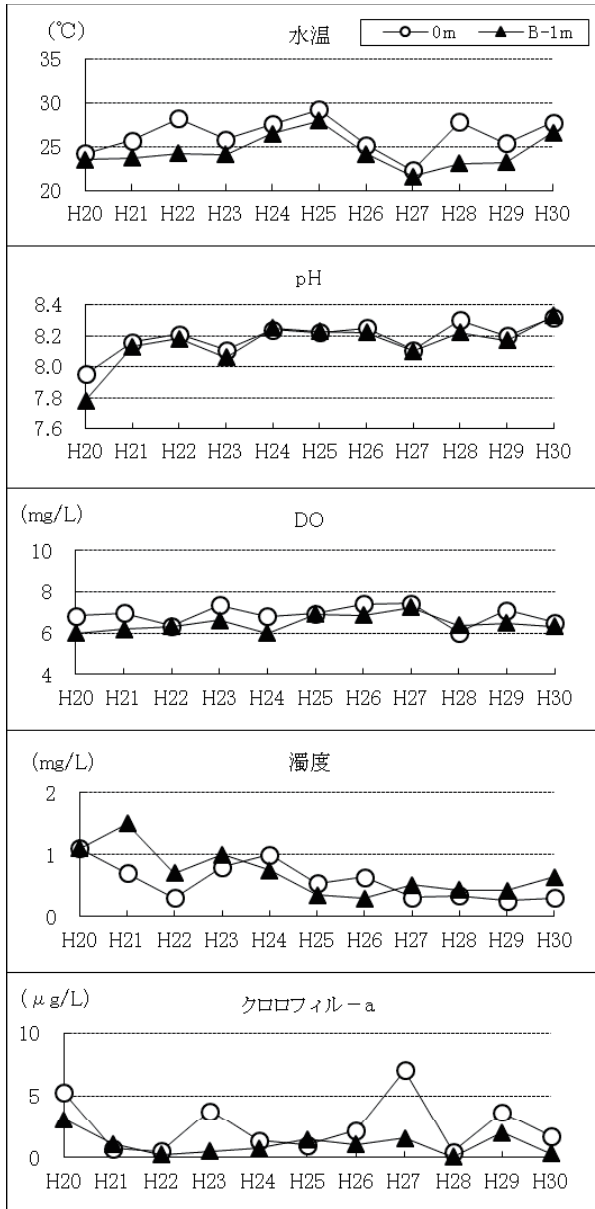 (℃) 水温 0m B-1m
35
30
25
20
H20 H21 H22 H23 H24 H25 H26 H27 H28 H29 H30
pH
8.4
8.2
8.0
7.8
7.6
H20 H21 H22 H23 H24 H25 H26 H27 H28 H29 H30
(mg/L) DO
10
8
6
4
H20 H21 H22 H23 H24 H25 H26 H27 H28 H29 H30
(mg/L) 濁度
2
1
0
H20 H21 H22 H23 H24 H25 H26 H27 H28 H29 H30
(μg/L) クロロフィル－a
10
5
0
H20 H21 H22 H23 H24 H25 H26 H27 H28 H29 H30